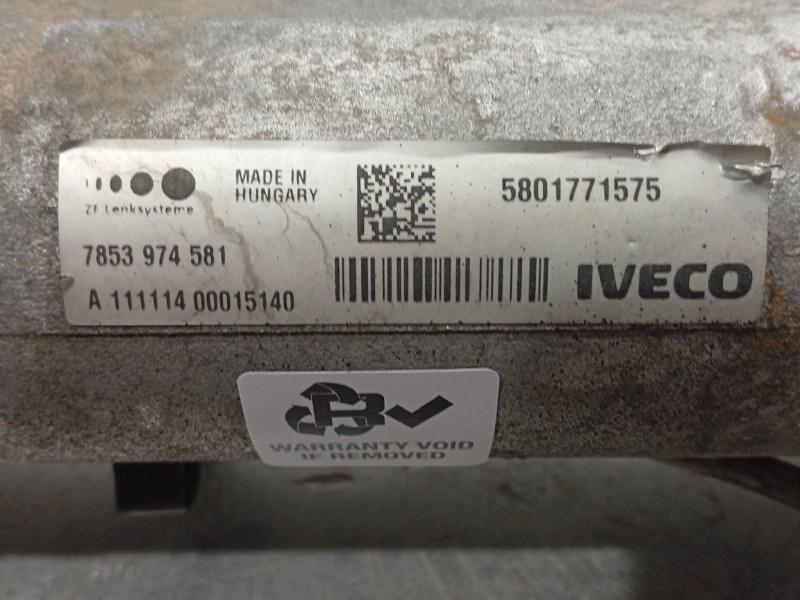 ZF Lenksysteme
MADE IN
HUNGARY
7853 974 581
A 111114 00015140
5801771575
IVECO
WARRANTY VOID
IF REMOVED